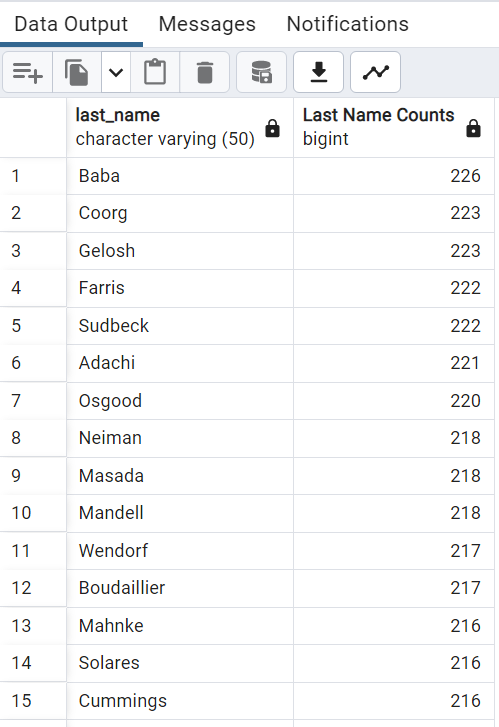 Data Output Messages Notifications
last_name Last Name Counts
character varying (50) bigint
1 Baba 226
2 Coorg 223
3 Gelosh 223
4 Farris 222
5 Sudbeck 222
6 Adachi 221
7 Osgood 220
8 Neiman 218
9 Masada 218
10 Mandell 218
11 Wendorf 217
12 Boudaillier 217
13 Mahnke 216
14 Solares 216
15 Cummings 216